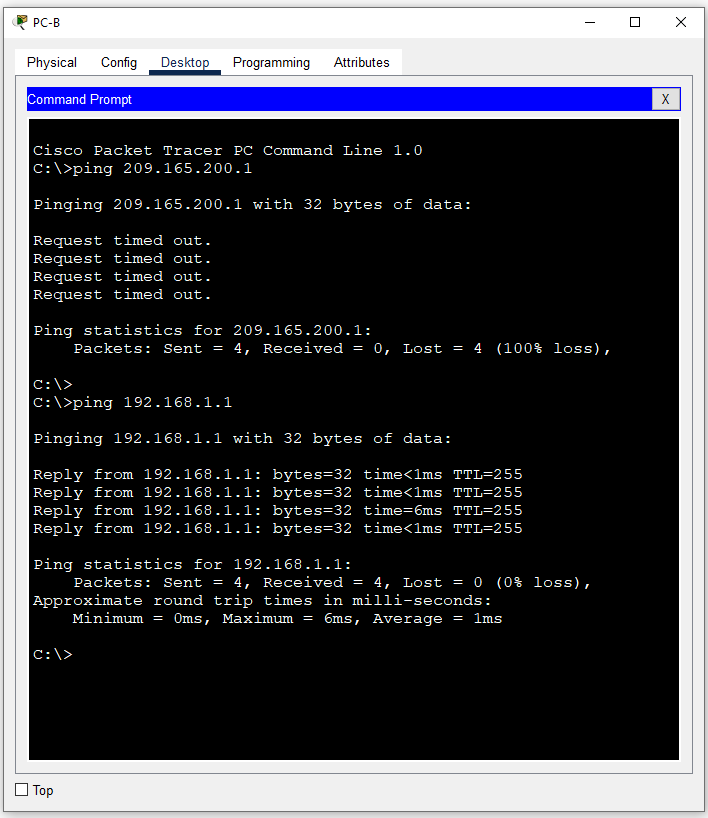 PC-B
Physical Config Desktop Programming Attributes
Command Prompt X
Cisco Packet Tracer PC Command Line 1.0
C:\>ping 209.165.200.1
Pinging 209.165.200.1 with 32 bytes of data:
Request timed out.
Request timed out.
Request timed out.
Request timed out.
Ping statistics for 209.165.200.1:
    Packets: Sent = 4, Received = 0, Lost = 4 (100% loss),
C:\>
C:\>ping 192.168.1.1
Pinging 192.168.1.1 with 32 bytes of data:
Reply from 192.168.1.1: bytes=32 time<1ms TTL=255
Reply from 192.168.1.1: bytes=32 time<1ms TTL=255
Reply from 192.168.1.1: bytes=32 time=6ms TTL=255
Reply from 192.168.1.1: bytes=32 time<1ms TTL=255
Ping statistics for 192.168.1.1:
    Packets: Sent = 4, Received = 4, Lost = 0 (0% loss),
Approximate round trip times in milli-seconds:
    Minimum = 0ms, Maximum = 6ms, Average = 1ms
C:\>
Top